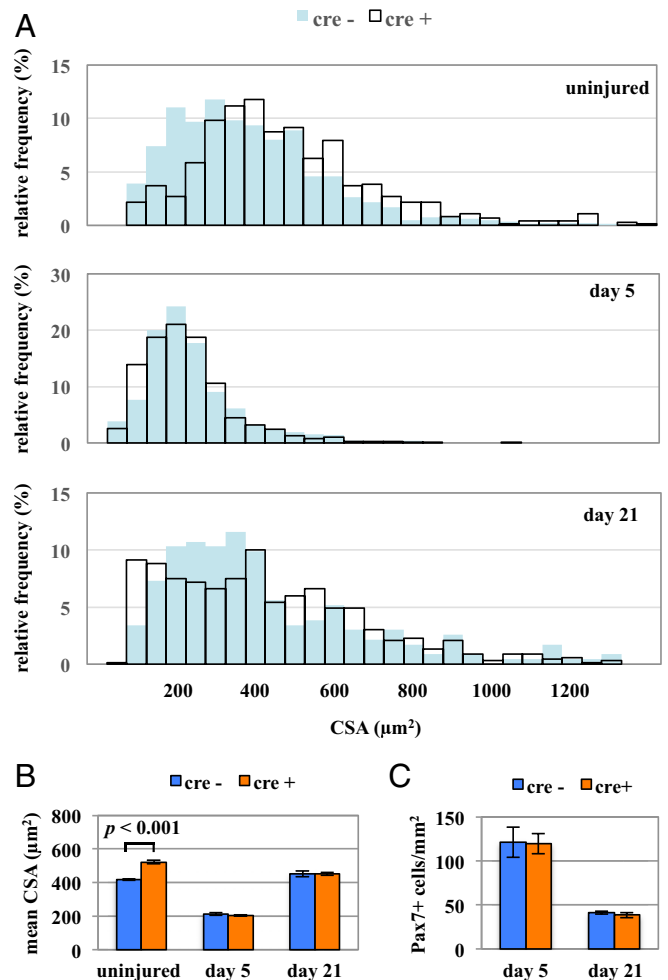 A
cre - cre +
relative frequency (%)
15
10
5
0
uninjured
relative frequency (%)
30
20
10
0
day 5
relative frequency (%)
15
10
5
0
day 21
200 400 600 800 1000 1200
CSA (µm²)
B
cre - cre +
mean CSA (µm²)
800
600
400
200
0
p < 0.001
uninjured day 5 day 21
C
cre - cre+
Pax7+ cells/mm²
150
100
50
0
day 5 day 21